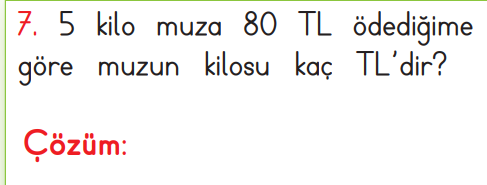 7. 5 kilo muza 80 TL ödediğime
göre muzun kilosu kaç TL'dir?
Çözüm: